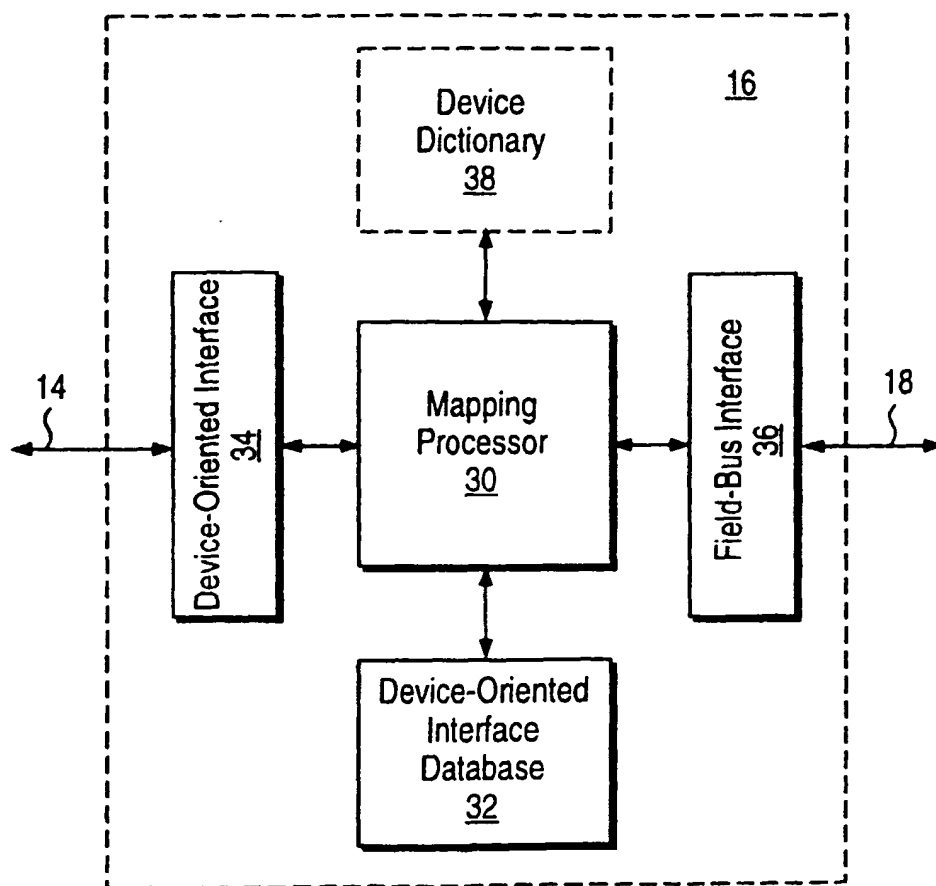 16
Device
Dictionary
38
14
Device-Oriented Interface
34
Mapping
Processor
30
Field-Bus Interface
36
18
Device-Oriented
Interface
Database
32